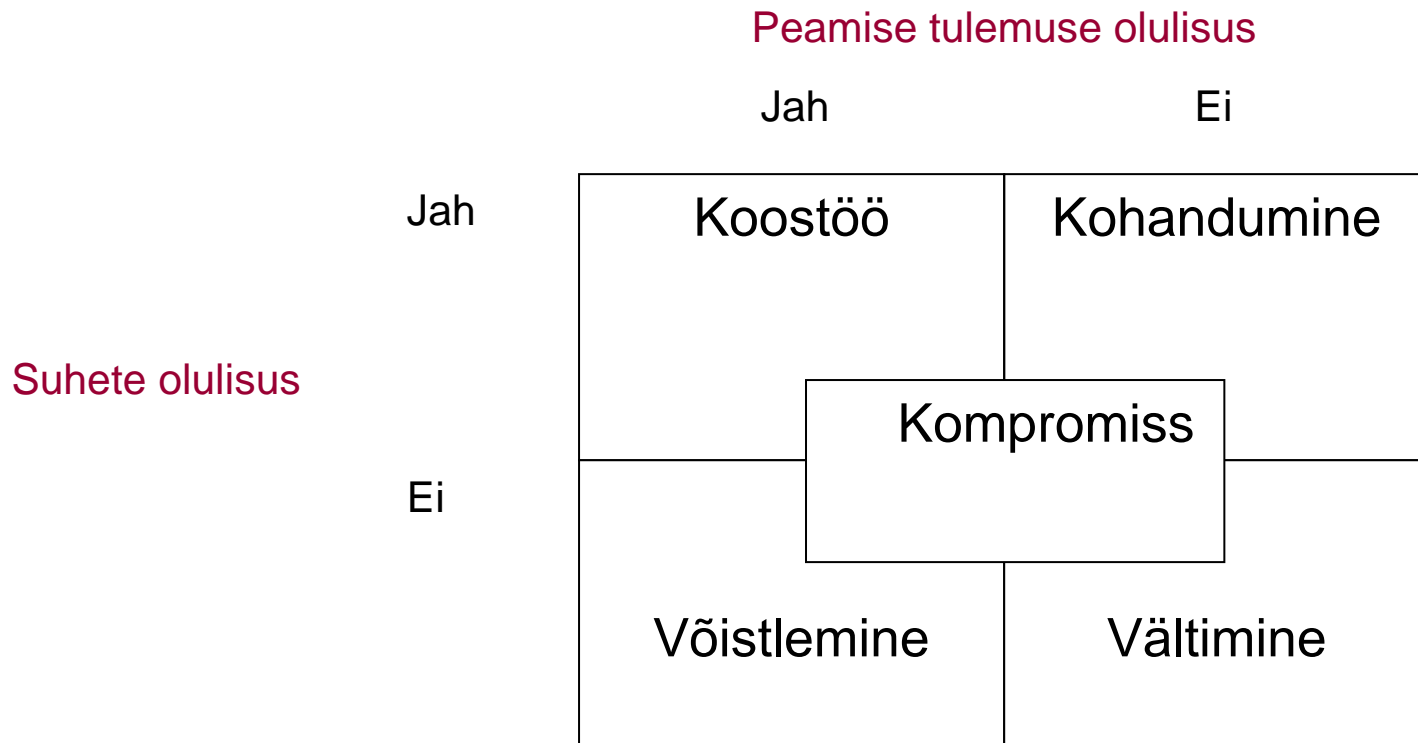 Peamise tulemuse olulisus
Jah Ei
Jah Koostöö Kohandumine
Suhete olulisus
Kompromiss
Ei
Võistlemine Vältimine